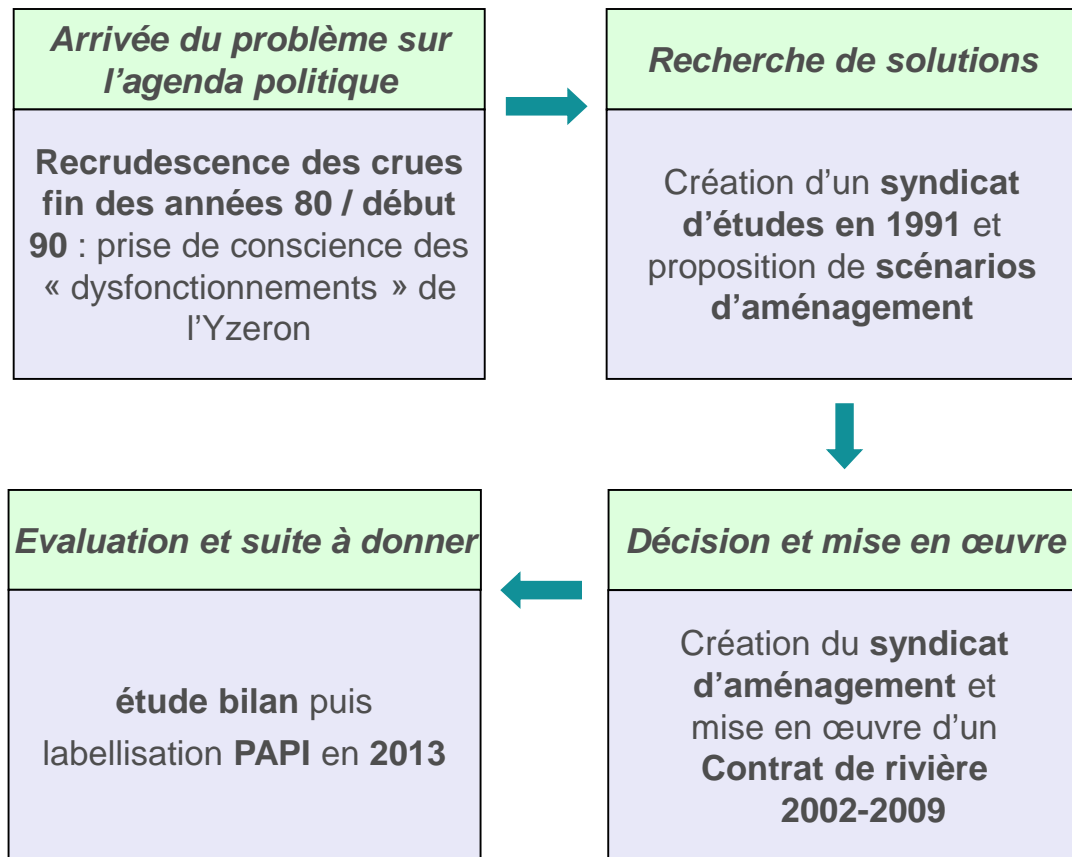 Arrivée du problème sur
l’agenda politique
Recrudescence des crues
fin des années 80 / début
90 : prise de conscience des
« dysfonctionnements » de
l’Yzeron
Recherche de solutions
Création d’un syndicat
d’études en 1991 et
proposition de scénarios
d’aménagement
Décision et mise en œuvre
Création du syndicat
d’aménagement et
mise en œuvre d’un
Contrat de rivière
2002-2009
Evaluation et suite à donner
étude bilan puis
labellisation PAPI en 2013